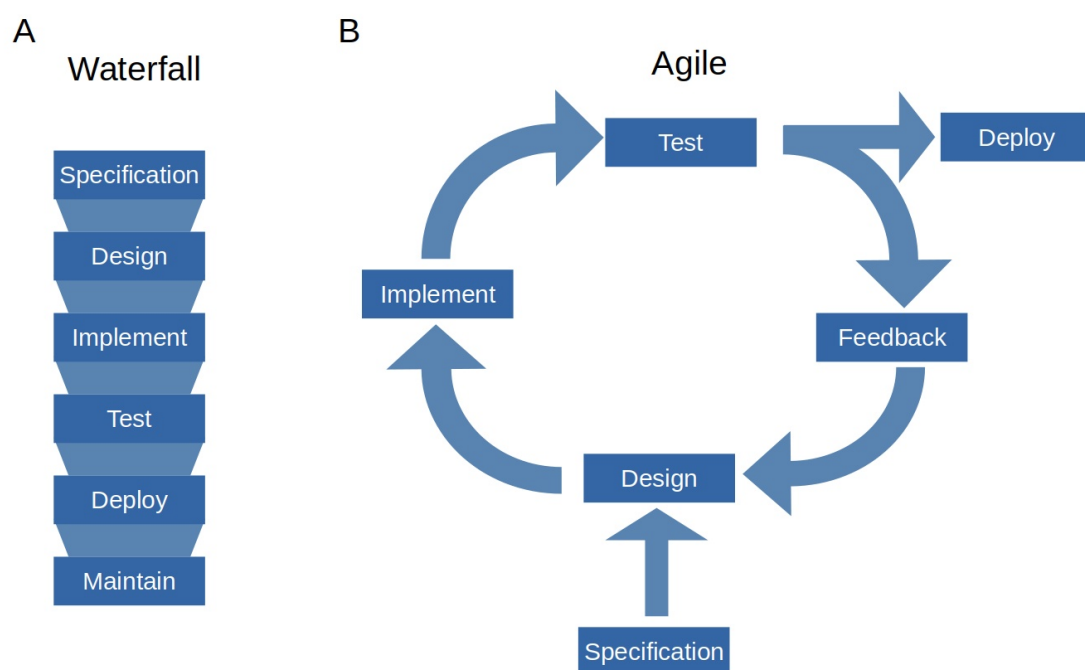 A
Waterfall
Specification
Design
Implement
Test
Deploy
Maintain
B
Agile
Test
Deploy
Implement
Feedback
Design
Specification